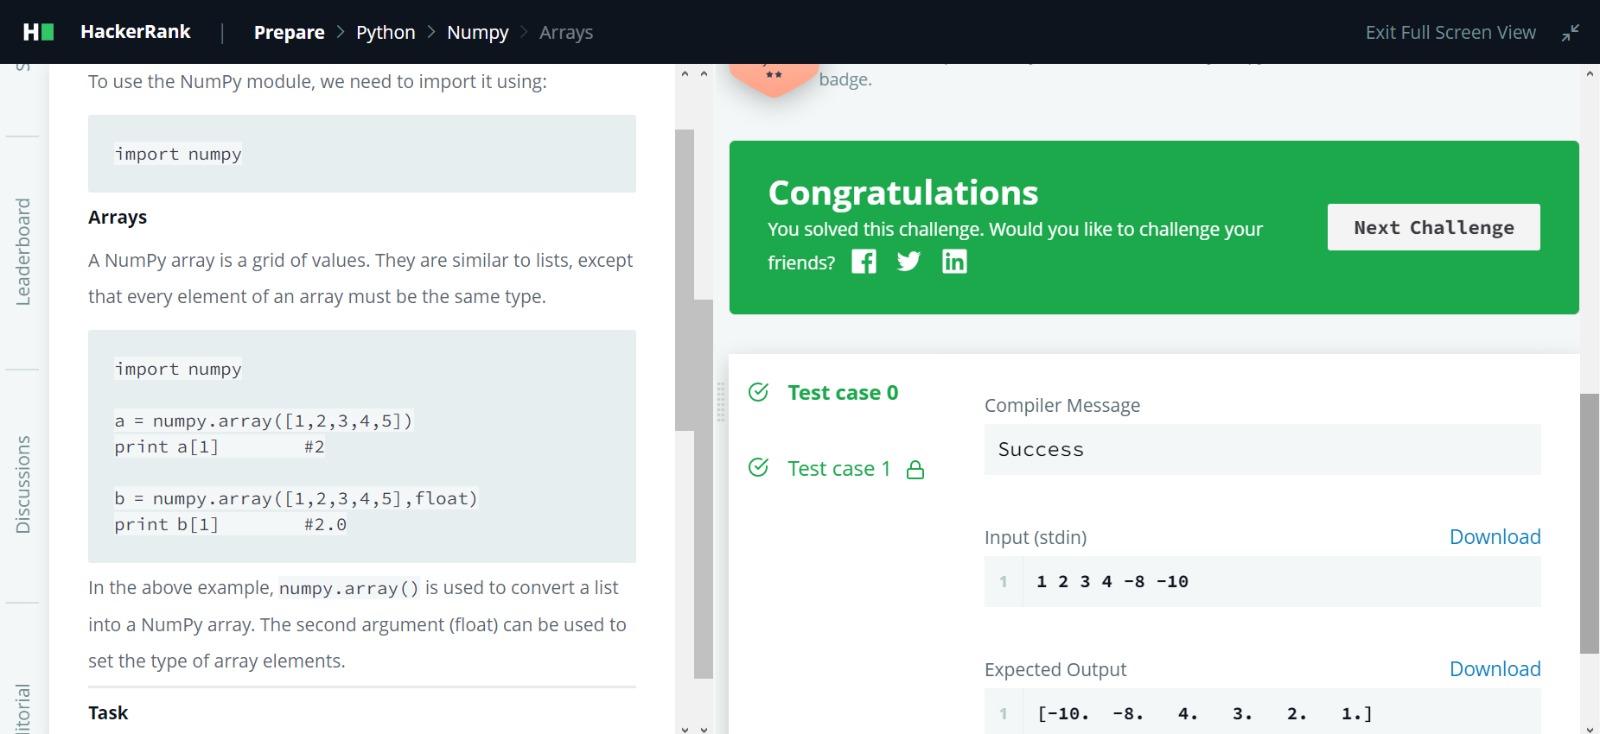 HackerRank | Prepare > Python > Numpy > Arrays
Exit Full Screen View
Leaderboard
Discussions
itorial
To use the NumPy module, we need to import it using:
import numpy
Arrays
A NumPy array is a grid of values. They are similar to lists, except
that every element of an array must be the same type.
import numpy
a = numpy.array([1,2,3,4,5])
print a[1]        #2
b = numpy.array([1,2,3,4,5],float)
print b[1]        #2.0
In the above example, numpy.array() is used to convert a list
into a NumPy array. The second argument (float) can be used to
set the type of array elements.
Task
badge.
Congratulations
You solved this challenge. Would you like to challenge your
friends?
Next Challenge
Test case 0
Test case 1
Compiler Message
Success
Input (stdin)
Download
1 1 2 3 4 -8 -10
Expected Output
Download
1 [-10.  -8.   4.   3.   2.   1.]